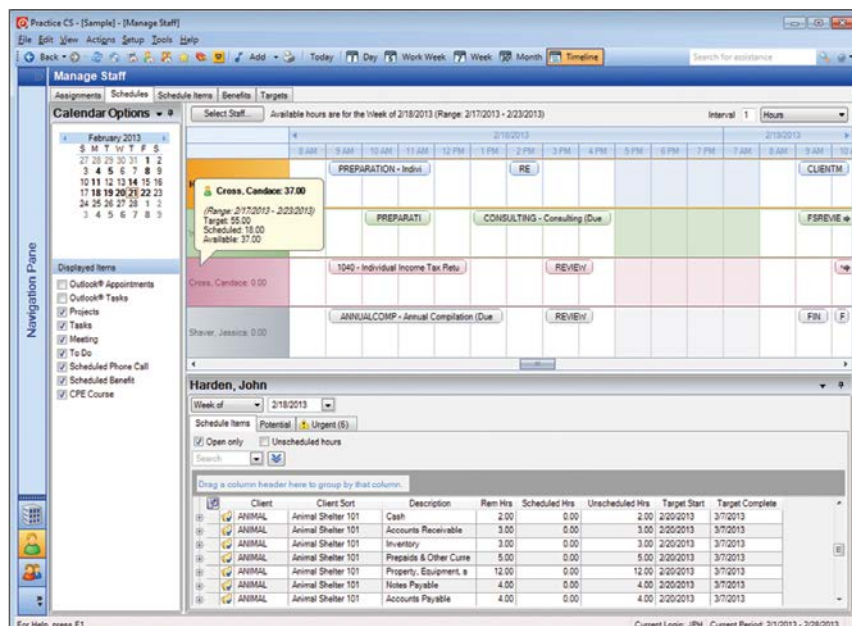 Practice CS - [Sample] - [Manage Staff]
File Edit View Actions Setup Tools Help
Back Add Today Day Work Week Week Month Timeline Search for assistance
Manage Staff
Assignments Schedules Schedule Items Benefits Targets
Calendar Options
Select Staff... Available hours are for the Week of 2/18/2013 (Range: 2/17/2013 - 2/23/2013) Interval 1 Hours
February 2013
S M T W T F S
27 28 29 30 31 1 2
3 4 5 6 7 8 9
10 11 12 13 14 15 16
17 18 19 20 21 22 23
24 25 26 27 28 1 2
3 4 5 6 7 8 9
2/18/2013 2/19/2013
8 AM 9 AM 10 AM 11 AM 12 PM 1 PM 2 PM 3 PM 4 PM 5 PM 6 PM 7 PM 7 AM 8 AM 9 AM
PREPARATION - Indivi RE CLIENTM
Cross, Candace: 37.00
(Range: 2/17/2013 - 2/23/2013)
Target: 55.00
Scheduled: 18.00
Available: 37.00
PREPARATI CONSULTING - Consulting (Due FSREVIE
Cross, Candace: 0.00 1040 - Individual Income Tax Retu REVIEW
Shaver, Jessica: 0.00 ANNUALCOMP - Annual Compilation (Due REVIEW FIN F
Navigation Pane
Displayed Items
Outlook® Appointments
Outlook® Tasks
Projects
Tasks
Meeting
To Do
Scheduled Phone Call
Scheduled Benefit
CPE Course
Harden, John
Week of 2/18/2013
Schedule Items Potential Urgent (6)
Open only Unscheduled hours
Search
Drag a column header here to group by that column.
Client Client Sort Description Rem Hrs Scheduled Hrs Unscheduled Hrs Target Start Target Complete
ANIMAL Animal Shelter 101 Cash 2.00 0.00 2.00 2/20/2013 3/7/2013
ANIMAL Animal Shelter 101 Accounts Receivable 3.00 0.00 3.00 2/20/2013 3/7/2013
ANIMAL Animal Shelter 101 Inventory 3.00 0.00 3.00 2/20/2013 3/7/2013
ANIMAL Animal Shelter 101 Prepaids & Other Curre 5.00 0.00 5.00 2/20/2013 3/7/2013
ANIMAL Animal Shelter 101 Property, Equipment, a 12.00 0.00 12.00 2/20/2013 3/7/2013
ANIMAL Animal Shelter 101 Notes Payable 4.00 0.00 4.00 2/20/2013 3/7/2013
ANIMAL Animal Shelter 101 Accounts Payable 4.00 0.00 4.00 2/20/2013 3/7/2013
For Help, press F1 Current Login: JPH Current Period: 2/1/2013 - 2/28/2013